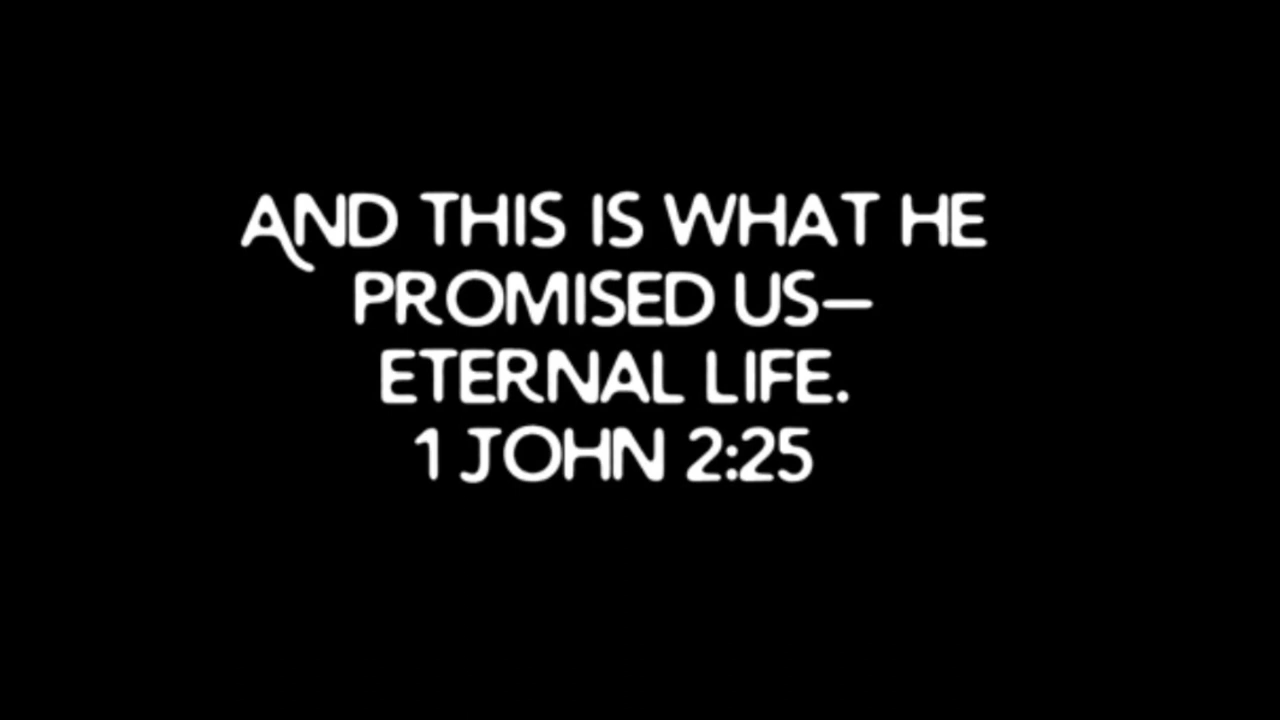 AND THIS IS WHAT HE
PROMISED US—
ETERNAL LIFE.
1 JOHN 2:25